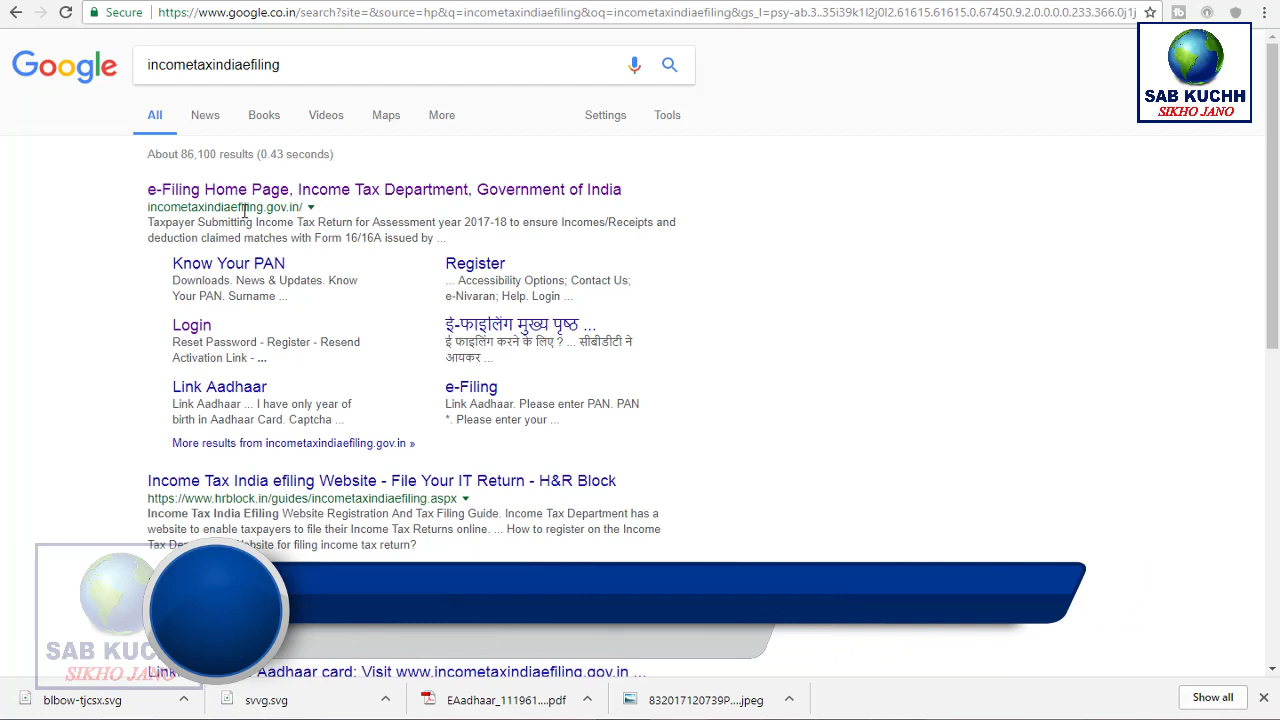 Secure https://www.google.co.in/search?site=&source=hp&q=incometaxindiaefiling&oq=incometaxindiaefiling&gs_l=psy-ab.3..35i39k1l2j0l2.61615.61615.0.67450.9.2.0.0.0.0.233.366.0j1j
Google incometaxindiaefiling
SAB KUCHH
SIKHO JANO
All News Books Videos Maps More Settings Tools
About 86,100 results (0.43 seconds)
e-Filing Home Page, Income Tax Department, Government of India
incometaxindiaefiling.gov.in/
Taxpayer Submitting Income Tax Return for Assessment year 2017-18 to ensure Incomes/Receipts and
deduction claimed matches with Form 16/16A issued by ...
Know Your PAN
Downloads. News & Updates. Know
Your PAN. Surname ...
Register
... Accessibility Options; Contact Us;
e-Nivaran; Help. Login ...
Login
Reset Password - Register - Resend
Activation Link - ...
ई-फाइलिंग मुख्य पृष्ठ ...
ई फाइलिंग करने के लिए ? ... सीबीडीटी ने
आयकर ...
Link Aadhaar
Link Aadhaar ... I have only year of
birth in Aadhaar Card. Captcha ...
e-Filing
Link Aadhaar. Please enter PAN. PAN
*. Please enter your ...
More results from incometaxindiaefiling.gov.in »
Income Tax India efiling Website - File Your IT Return - H&R Block
https://www.hrblock.in/guides/incometaxindiaefiling.aspx
Income Tax India Efiling Website Registration And Tax Filing Guide. Income Tax Department has a
website to enable taxpayers to file their Income Tax Returns online. ... How to register on the Income
Tax website for filing income tax return?
SAB KUCHH
SIKHO JANO
Aadhaar card: Visit www.incometaxindiaefiling.gov.in ...
blbow-tjcsx.svg svvg.svg EAadhaar_111961....pdf 832017120739P....jpeg Show all